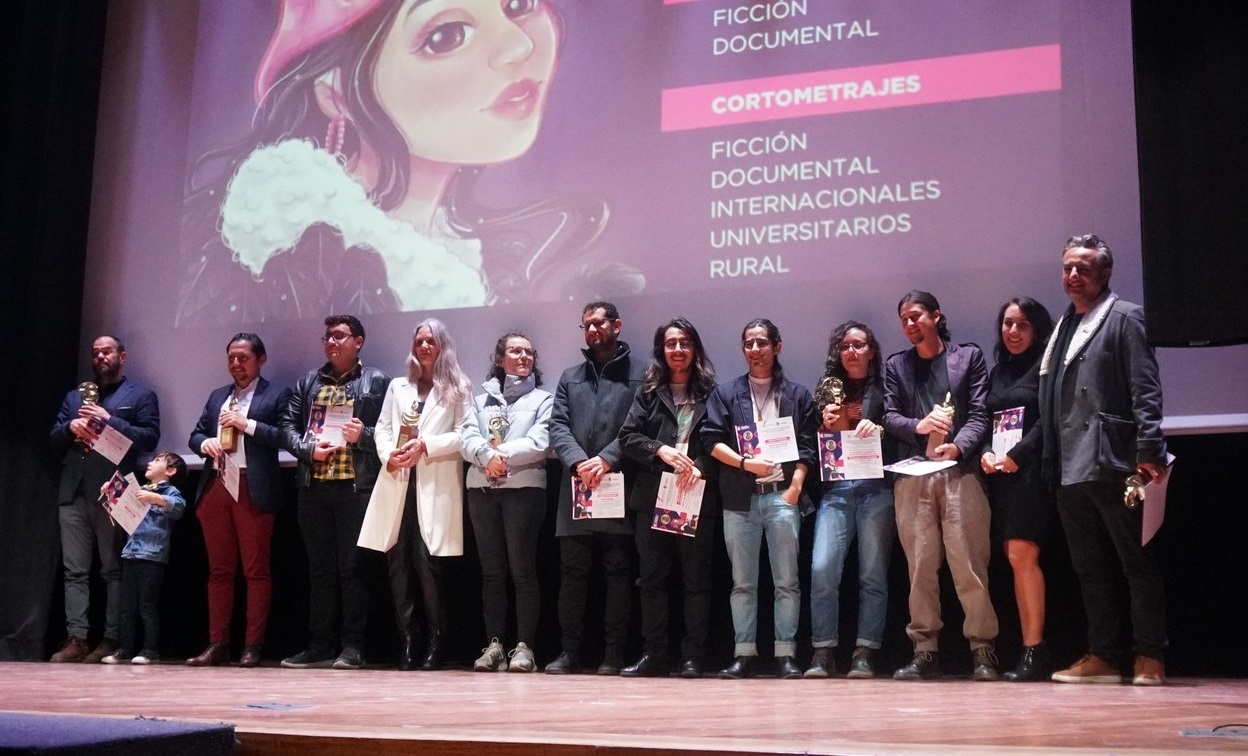 FICCIÓN
DOCUMENTAL
CORTOMETRAJES
FICCIÓN
DOCUMENTAL
INTERNACIONALES
UNIVERSITARIOS
RURAL